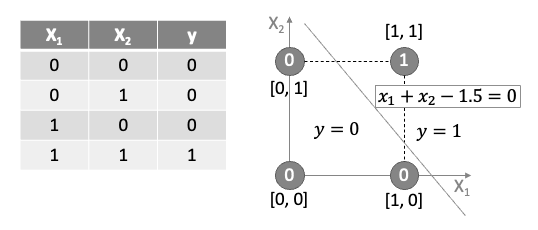 X₁ X₂ y
0 0 0
0 1 0
1 0 0
1 1 1
X₂
[1, 1]
0 1
[0, 1]
x₁ + x₂ − 1.5 = 0
y = 0 y = 1
0 0
X₁
[0, 0] [1, 0]